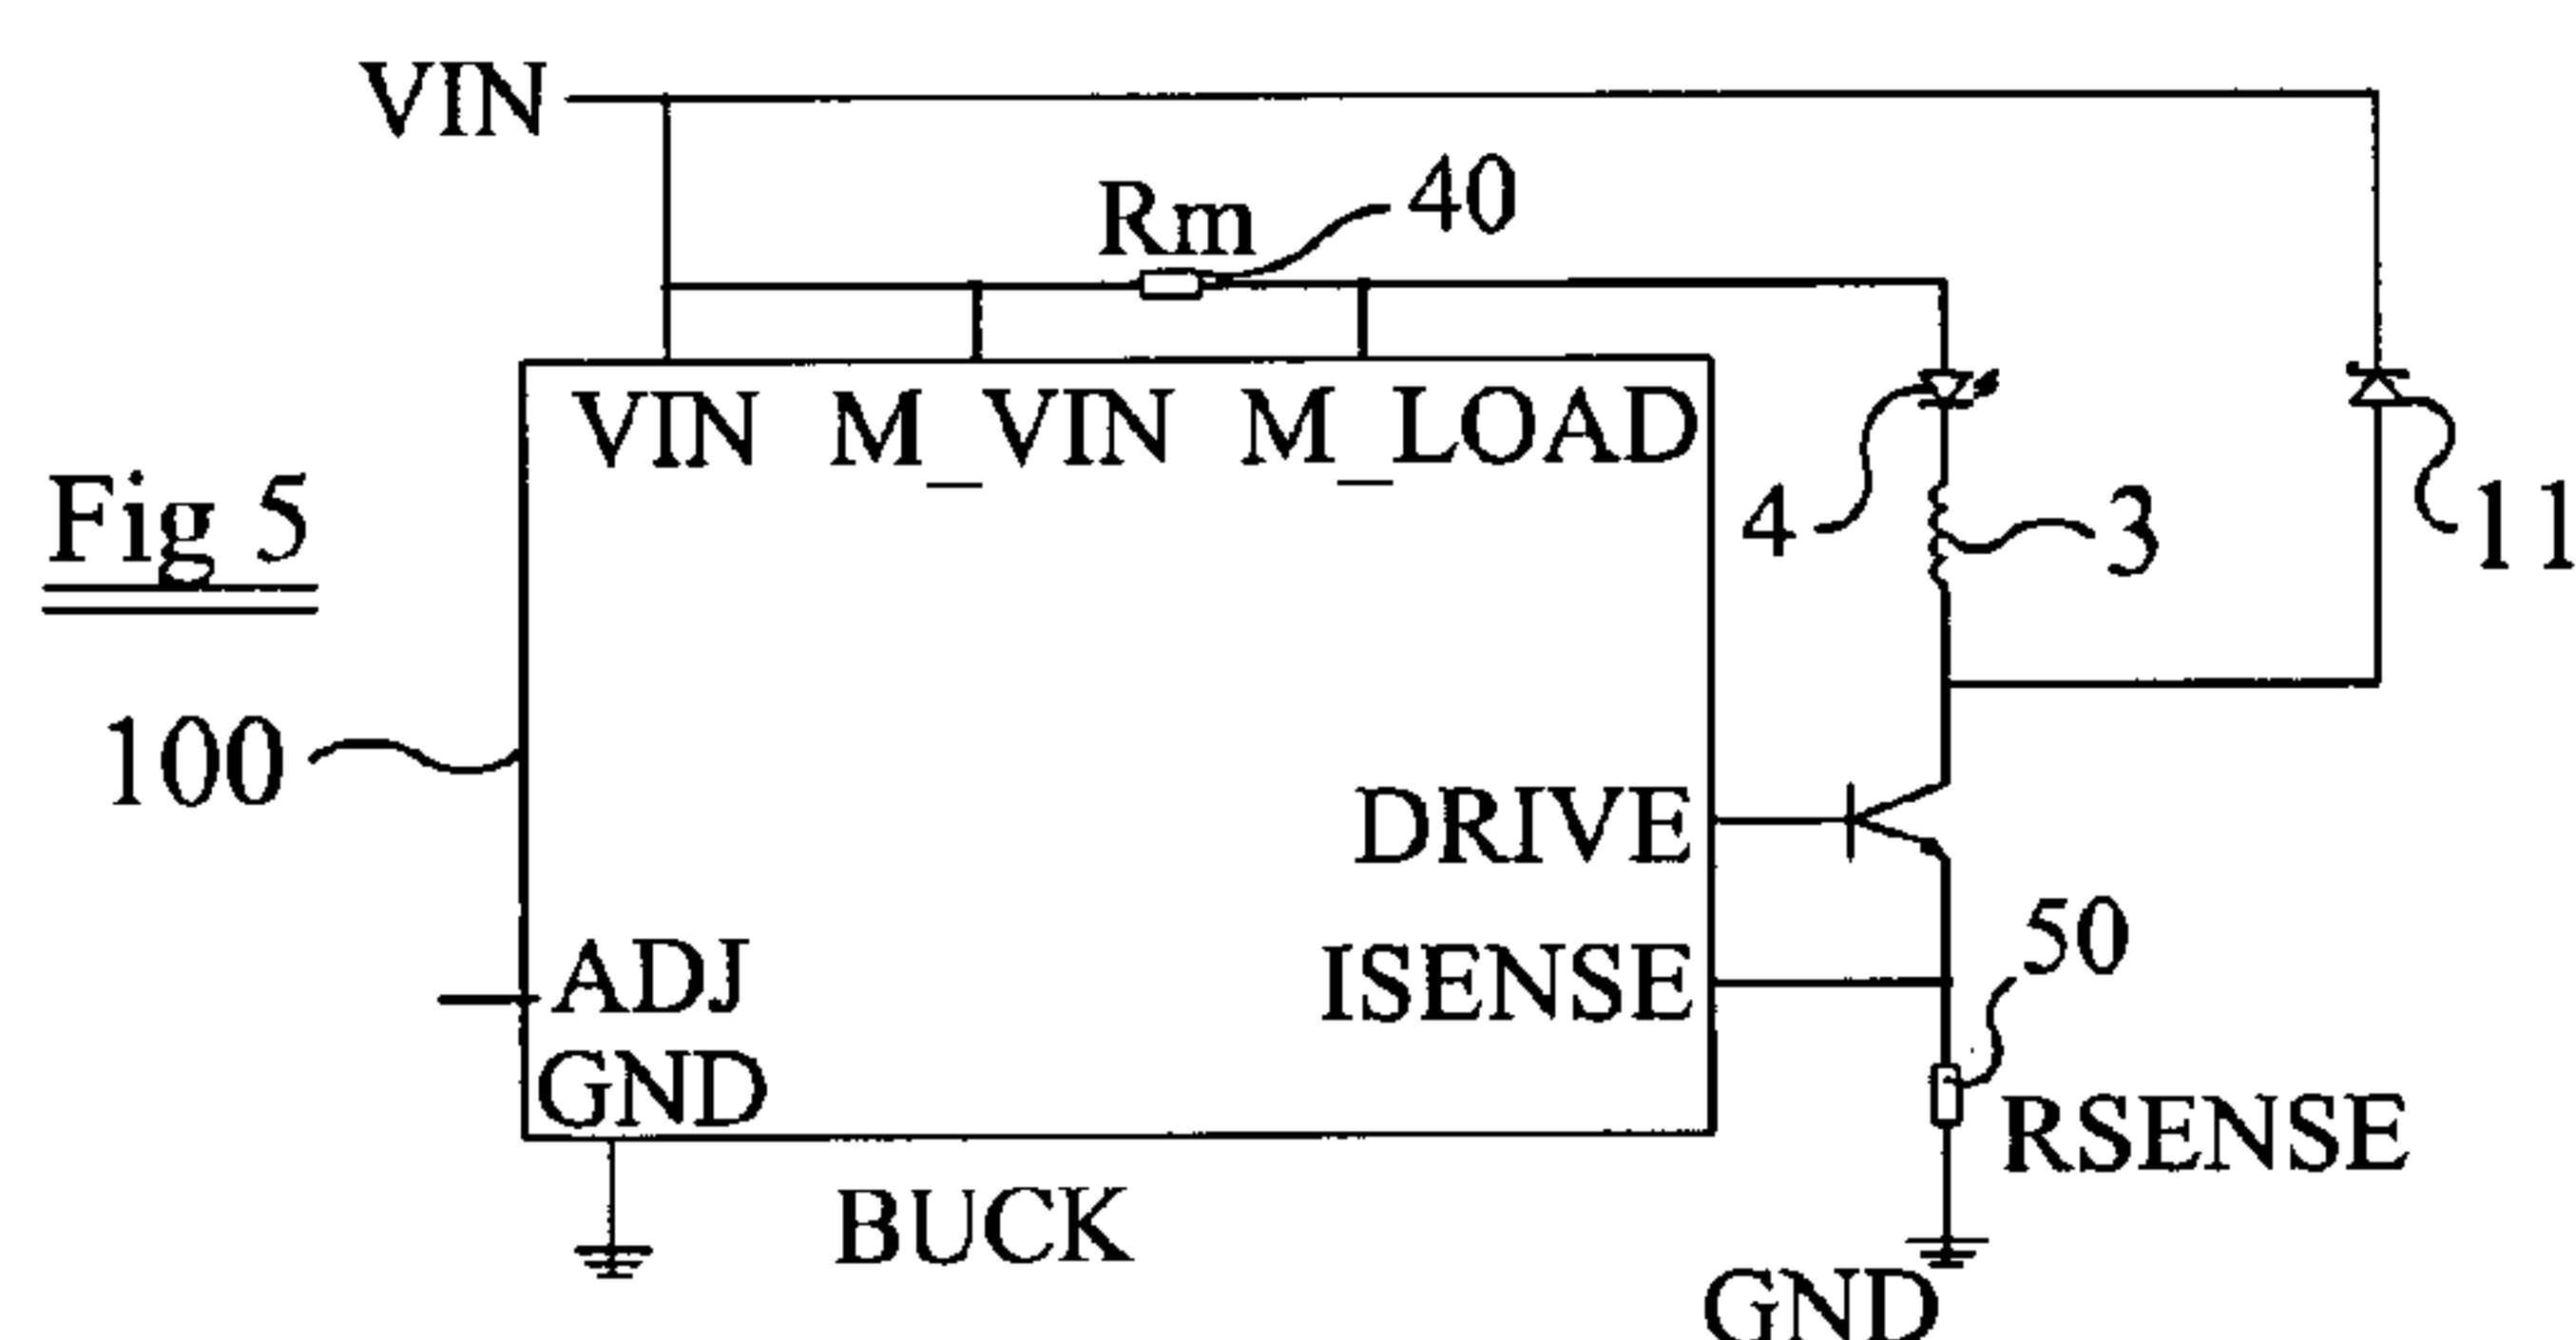 VIN
Rm
40
VIN M_VIN M_LOAD
Fig 5
4
3
11
100
DRIVE
50
ADJ
ISENSE
GND
RSENSE
BUCK
GND